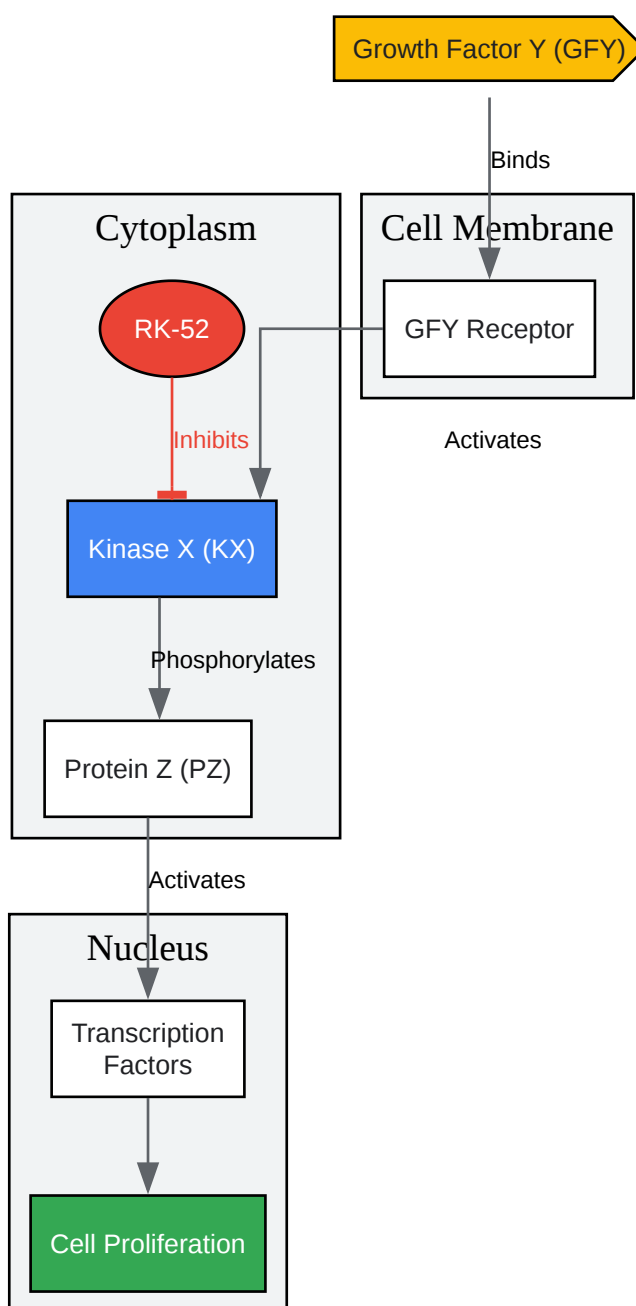 Growth Factor Y (GFY)
Binds
Cytoplasm
Cell Membrane
RK-52
GFY Receptor
Inhibits
Activates
Kinase X (KX)
Phosphorylates
Protein Z (PZ)
Activates
Nucleus
Transcription
Factors
Cell Proliferation